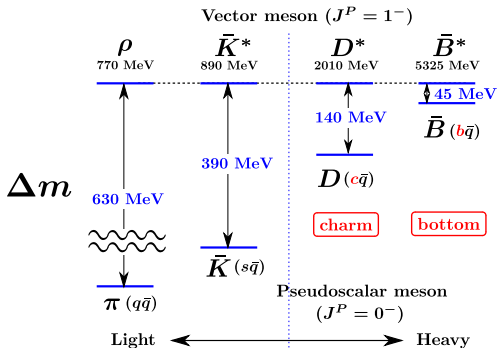 Vector meson (J^P = 1^-)
ρ K̄* D* B̄*
770 MeV 890 MeV 2010 MeV 5325 MeV
45 MeV
140 MeV
B̄ (bq̄)
390 MeV
D (cq̄)
Δm
630 MeV
charm bottom
K̄ (sq̄)
π (qq̄)
Pseudoscalar meson
(J^P = 0^-)
Light Heavy